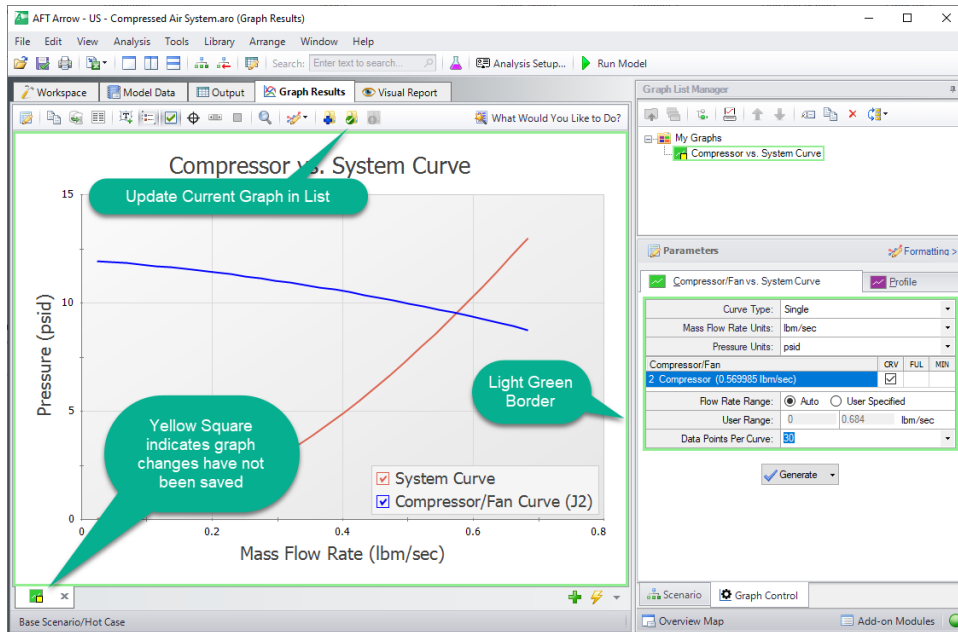 AFT Arrow - US - Compressed Air System.aro (Graph Results)
File Edit View Analysis Tools Library Arrange Window Help
Search: Enter text to search... Analysis Setup... Run Model
Workspace Model Data Output Graph Results Visual Report
What Would You Like to Do?
Compressor vs. System Curve
Update Current Graph in List
15
10
5
0
Pressure (psid)
0.2 0.4 0.6 0.8
Mass Flow Rate (lbm/sec)
Yellow Square
indicates graph
changes have not
been saved
Light Green
Border
System Curve
Compressor/Fan Curve (J2)
Base Scenario/Hot Case
Graph List Manager
My Graphs
Compressor vs. System Curve
Parameters Formatting >
Compressor/Fan vs. System Curve Profile
Curve Type: Single
Mass Flow Rate Units: lbm/sec
Pressure Units: psid
Compressor/Fan CRV FUL MIN
2 Compressor (0.569985 lbm/sec)
Flow Rate Range: Auto User Specified
User Range: 0 0.684 lbm/sec
Data Points Per Curve: 30
Generate
Scenario Graph Control
Overview Map Add-on Modules